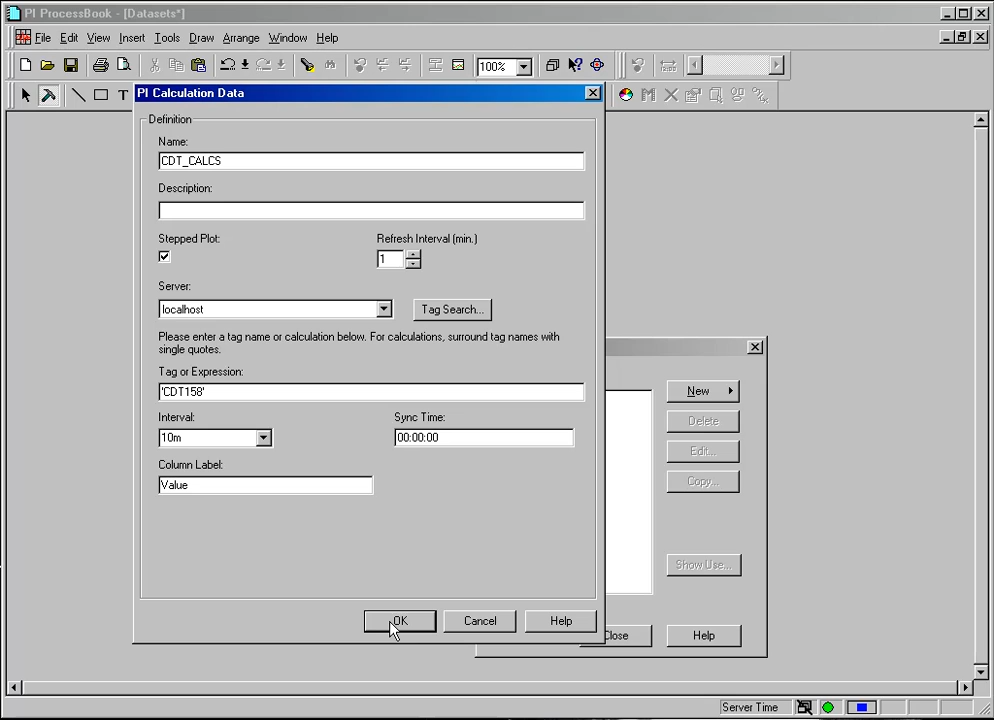 PI ProcessBook - [Datasets*]
File Edit View Insert Tools Draw Arrange Window Help
100%
T
PI Calculation Data
Definition
Name:
CDT_CALCS
Description:
Stepped Plot:
Refresh Interval (min.)
1
Server:
localhost
Tag Search...
Please enter a tag name or calculation below. For calculations, surround tag names with
single quotes.
Tag or Expression:
'CDT158'
Interval:
Sync Time:
10m
00:00:00
Column Label:
Value
OK Cancel Help
New
Delete
Edit...
Copy...
Show Use...
Close Help
Server Time